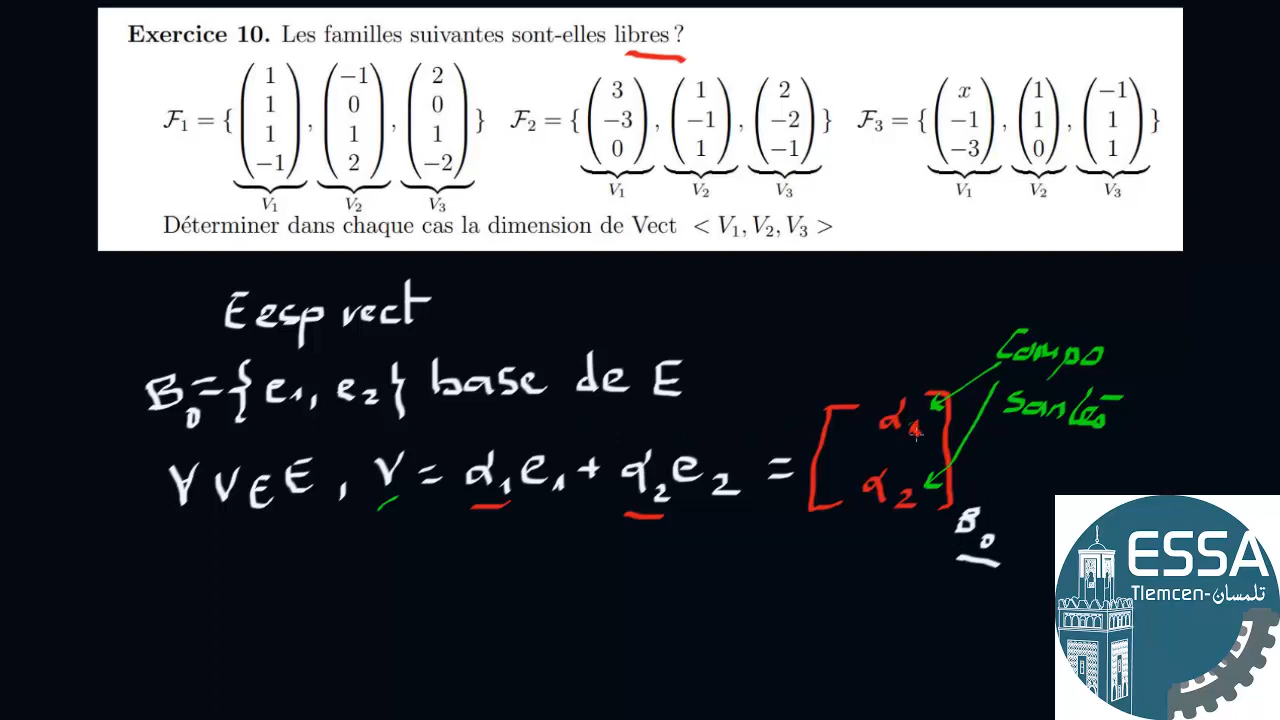 Exercice 10. Les familles suivantes sont-elles libres ?
F₁ = { (1 1 1 −1), (−1 0 1 2), (2 0 1 −2) } F₂ = { (3 −3 0), (1 −1 1), (2 −2 −1) } F₃ = { (x −1 −3), (1 1 0), (−1 1 1) }
V₁ V₂ V₃ V₁ V₂ V₃ V₁ V₂ V₃
Déterminer dans chaque cas la dimension de Vect < V₁, V₂, V₃ >
E esp vect
B₀ = {e₁, e₂} base de E
∀ v ∈ E, v = α₁e₁ + α₂e₂ = [α₁ α₂] B₀
Compo
santes
ESSA
Tlemcen-تلمسان